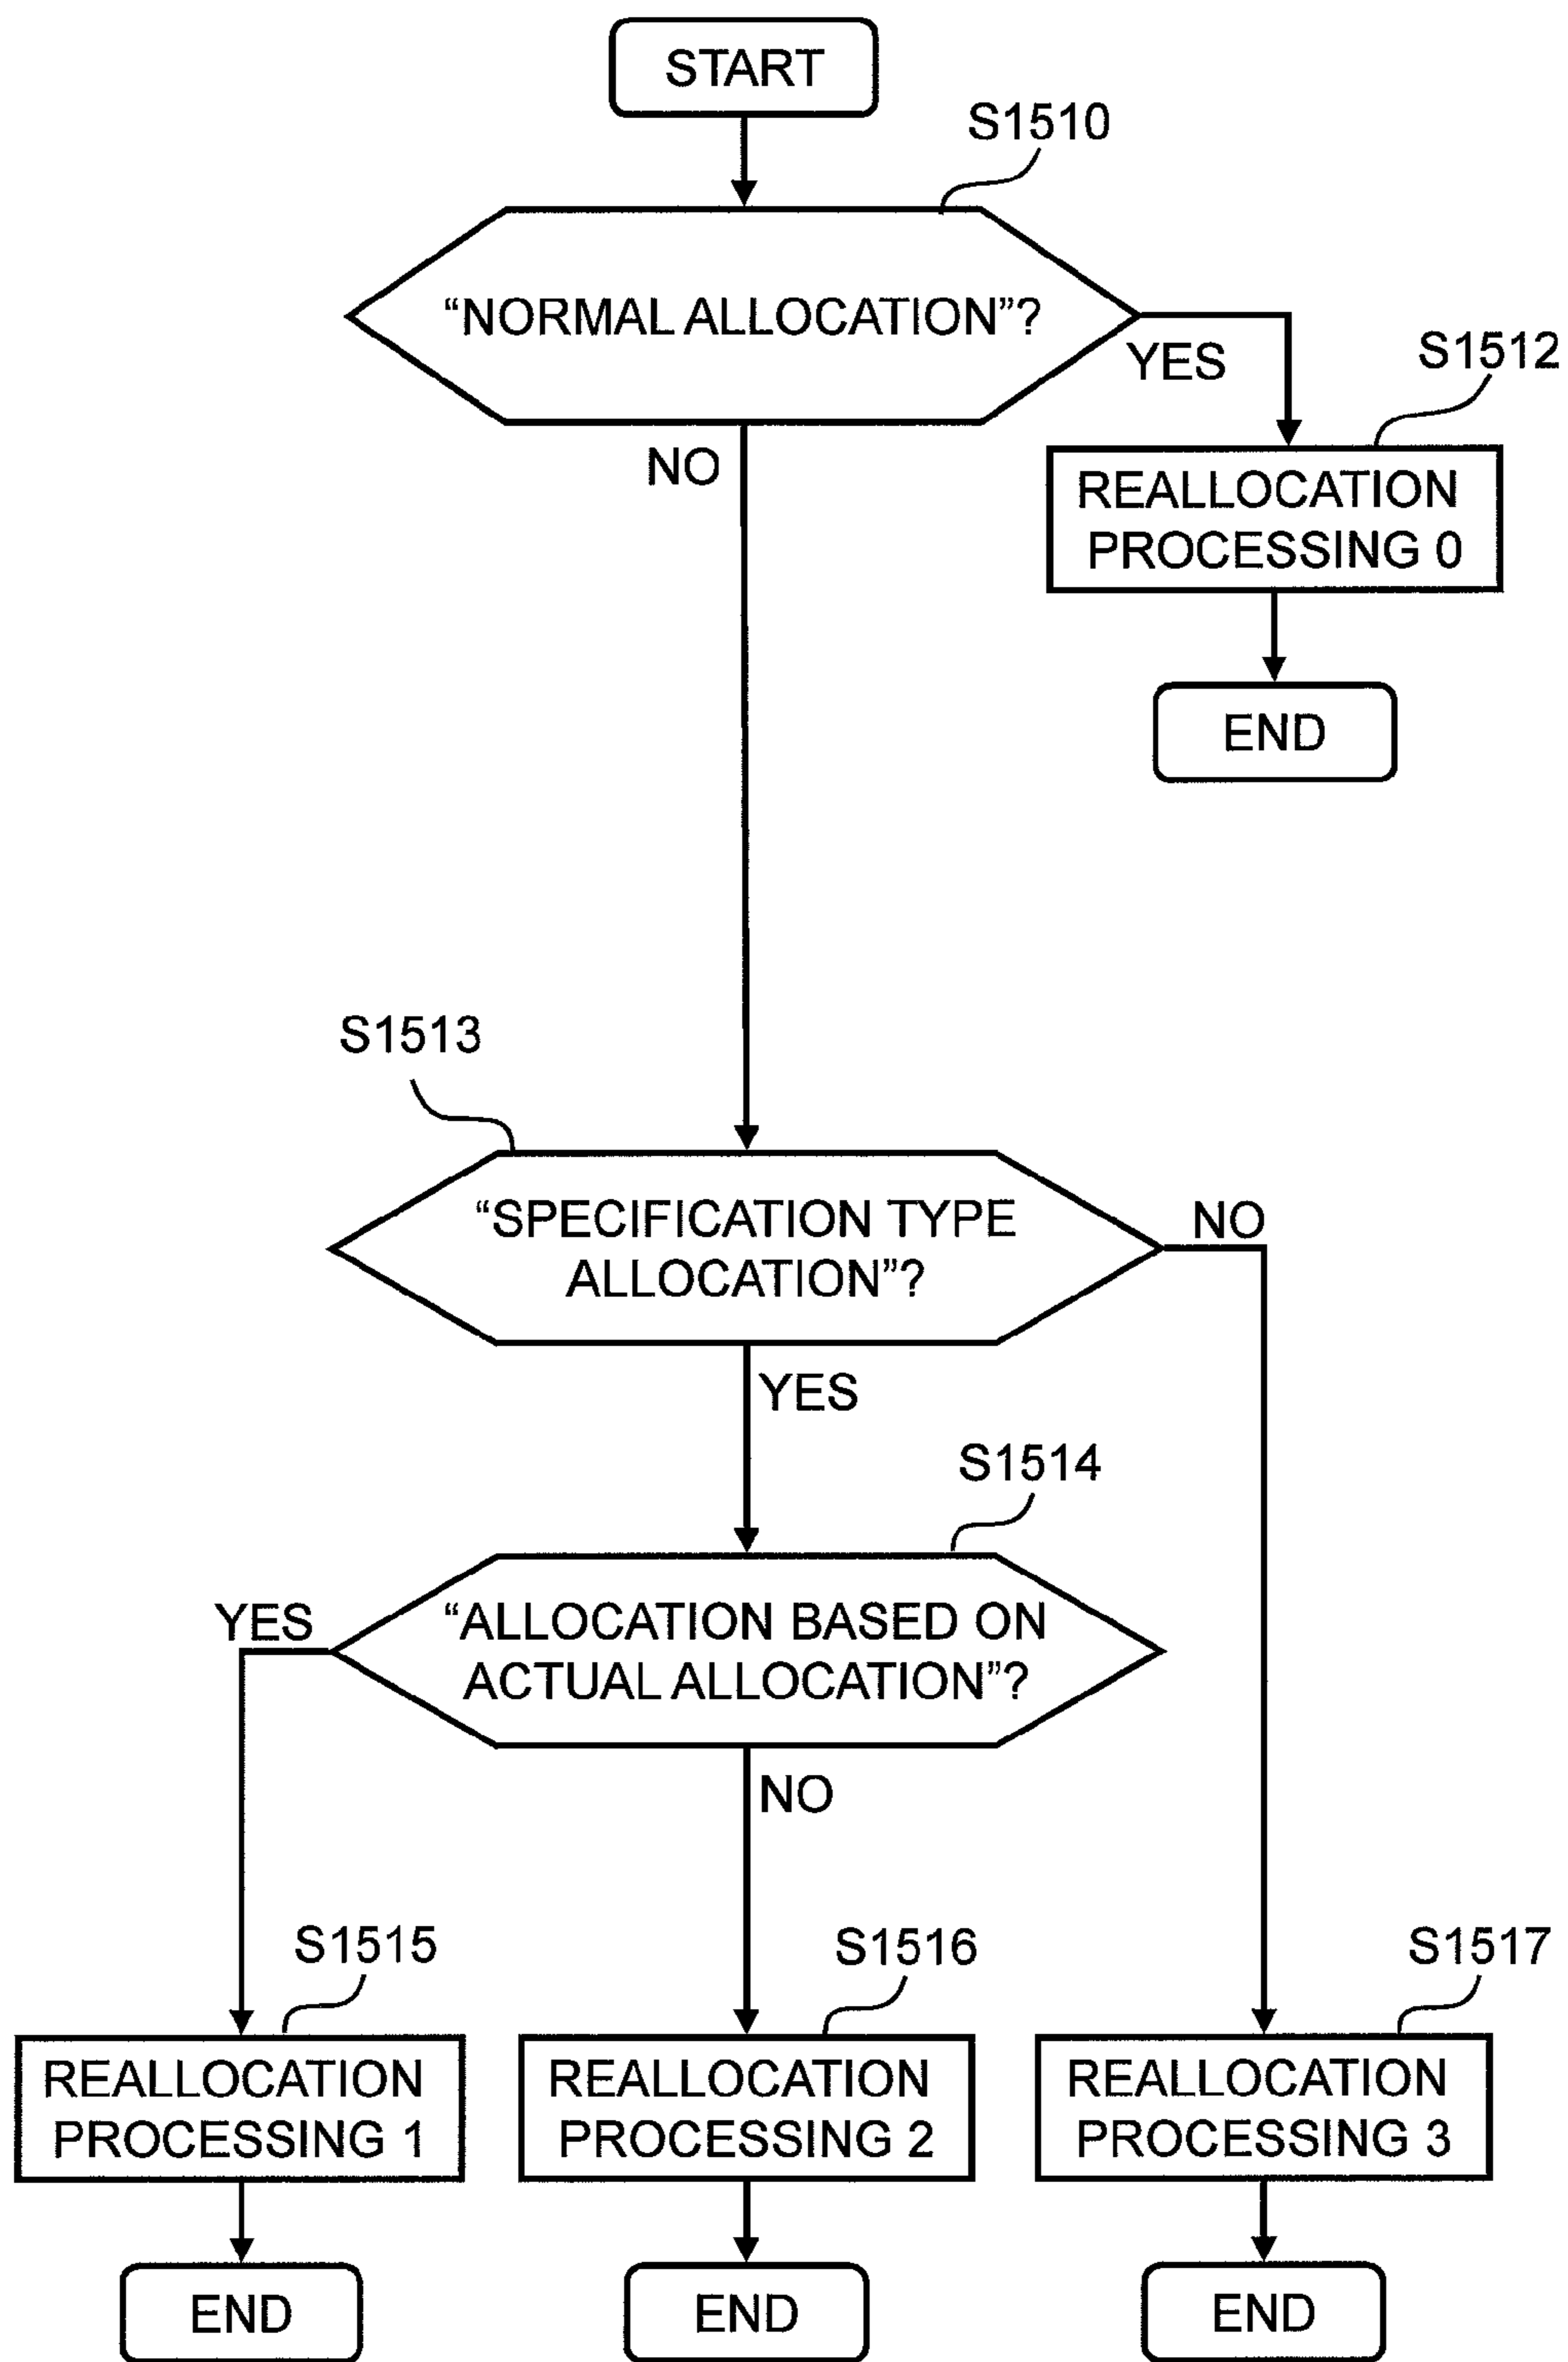 START
S1510
“NORMAL ALLOCATION”?
YES
S1512
NO
REALLOCATION
PROCESSING 0
END
S1513
“SPECIFICATION TYPE
ALLOCATION”?
NO
YES
S1514
YES
“ALLOCATION BASED ON
ACTUAL ALLOCATION”?
NO
S1515
S1516
S1517
REALLOCATION
PROCESSING 1
REALLOCATION
PROCESSING 2
REALLOCATION
PROCESSING 3
END
END
END